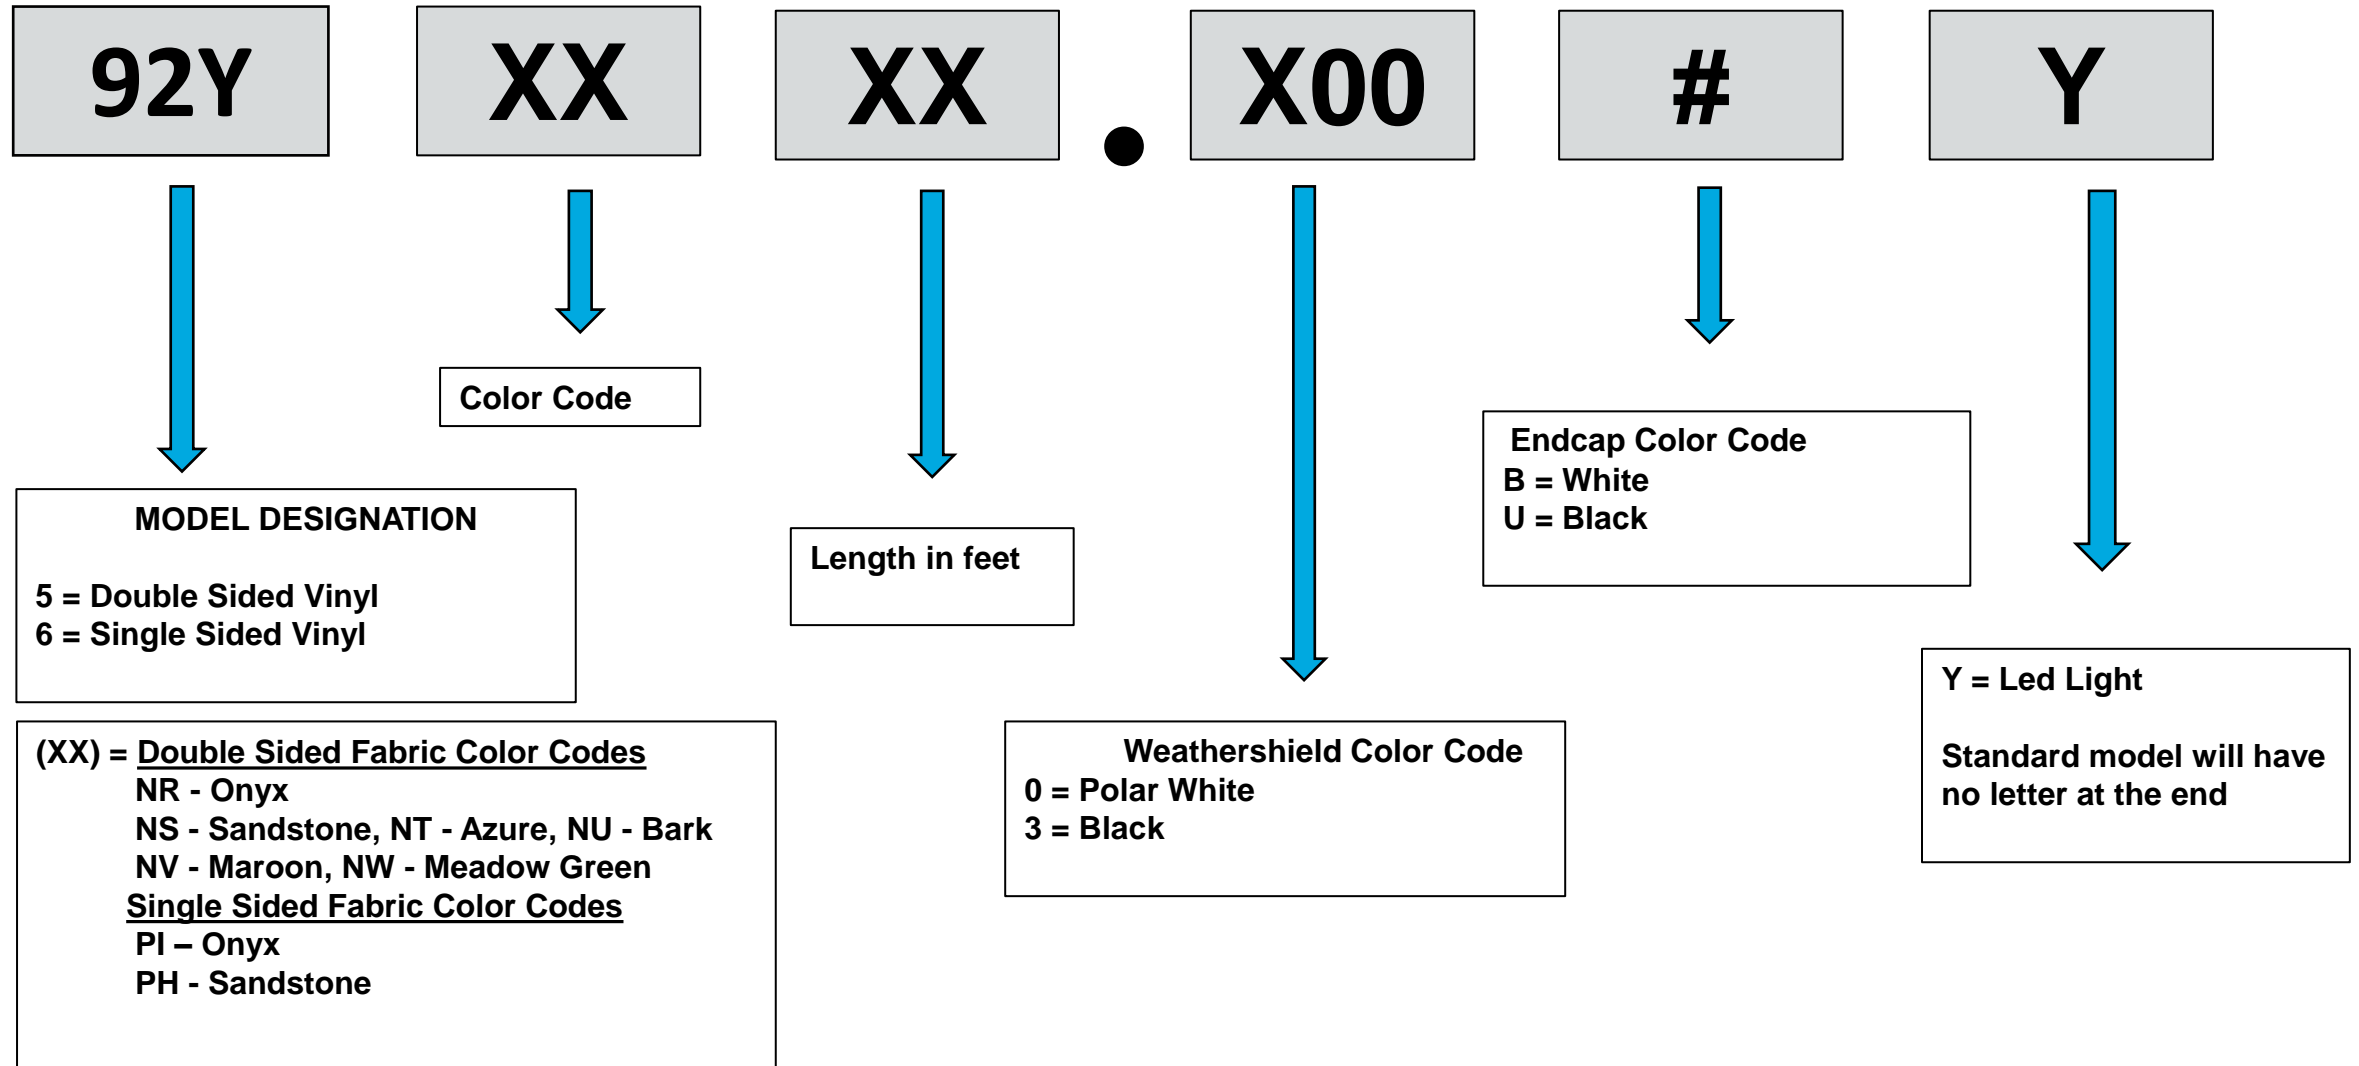 92Y XX XX . X00 # Y
Color Code
MODEL DESIGNATION
5 = Double Sided Vinyl
6 = Single Sided Vinyl
Length in feet
Endcap Color Code
B = White
U = Black
(XX) = Double Sided Fabric Color Codes
NR - Onyx
NS - Sandstone, NT - Azure, NU - Bark
NV - Maroon, NW - Meadow Green
Single Sided Fabric Color Codes
PI – Onyx
PH - Sandstone
Weathershield Color Code
0 = Polar White
3 = Black
Y = Led Light
Standard model will have
no letter at the end